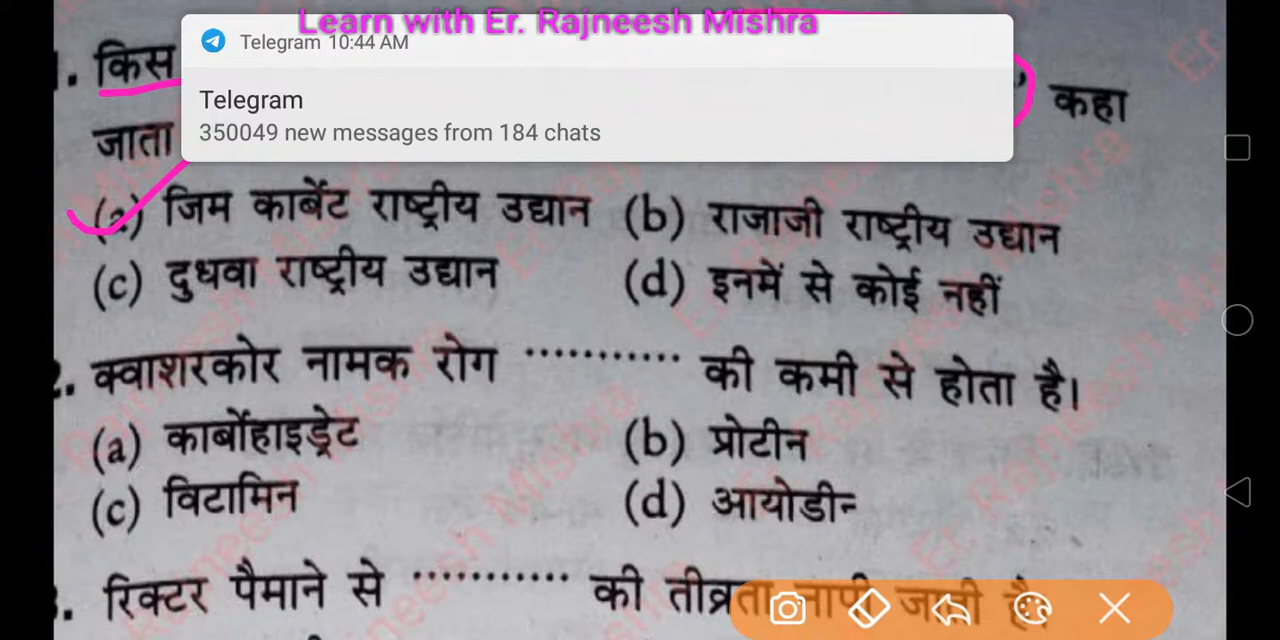 Learn with Er. Rajneesh Mishra
Telegram 10:44 AM
Telegram
350049 new messages from 184 chats
. किस ' कहा
जाता
(a) जिम कार्बेट राष्ट्रीय उद्यान (b) राजाजी राष्ट्रीय उद्यान
(c) दुधवा राष्ट्रीय उद्यान (d) इनमें से कोई नहीं
. क्वाशरकोर नामक रोग ............ की कमी से होता है।
(a) कार्बोहाइड्रेट (b) प्रोटीन
(c) विटामिन (d) आयोडीन
. रिक्टर पैमाने से ............ की तीव्रता नापी जाती है